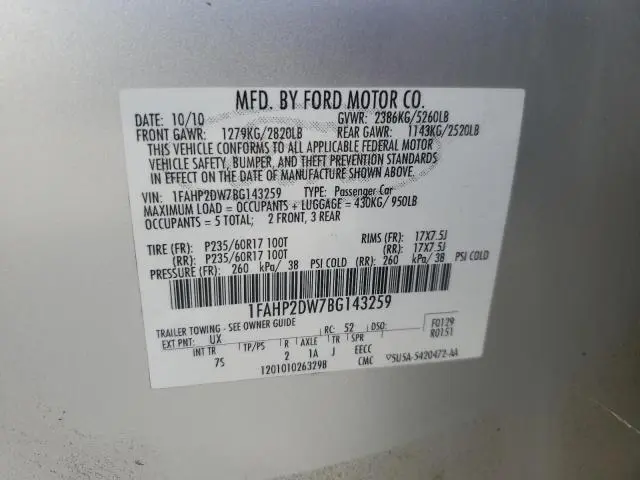 MFD. BY FORD MOTOR CO.
DATE: 10/10 GVWR: 2386KG/5260LB
FRONT GAWR: 1279KG/2820LB REAR GAWR: 1143KG/2520LB
THIS VEHICLE CONFORMS TO ALL APPLICABLE FEDERAL MOTOR
VEHICLE SAFETY, BUMPER, AND THEFT PREVENTION STANDARDS
IN EFFECT ON THE DATE OF MANUFACTURE SHOWN ABOVE.
VIN: 1FAHP2DW7BG143259 TYPE: Passenger Car
MAXIMUM LOAD = OCCUPANTS + LUGGAGE = 430KG/950LB
OCCUPANTS = 5 TOTAL; 2 FRONT, 3 REAR
TIRE (FR): P235/60R17 100T RIMS (FR): 17X7.5J
(RR): P235/60R17 100T (RR): 17X7.5J
PRESSURE (FR): 260 kPa/ 38 PSI COLD (RR): 260 kPa/ 38 PSI COLD
1FAHP2DW7BG143259
TRAILER TOWING - SEE OWNER GUIDE RC: 52 DSO: F0129
EXT PNT: UX R0151
INT TR TP/PS R AXLE TR SPR
7S 2 1A J EECC
1201010263298 CMC V5U5A-5420472-AA